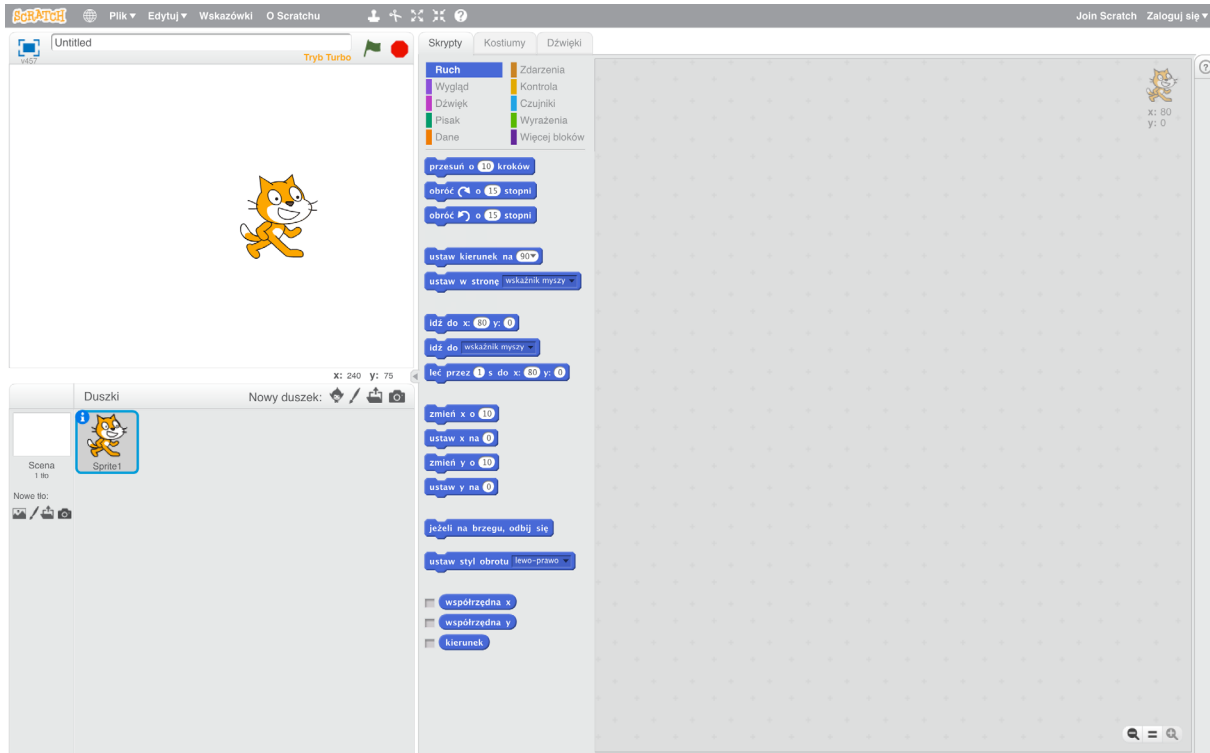 SCRATCH Plik Edytuj Wskazówki O Scratchu Join Scratch Zaloguj się
v457 Untitled
Tryb Turbo
x: 240 y: 75
Duszki Nowy duszek:
Scena
1 tło
Sprite1
Nowe tło:
Skrypty Kostiumy Dźwięki
Ruch Zdarzenia
Wygląd Kontrola
Dźwięk Czujniki
Pisak Wyrażenia
Dane Więcej bloków
przesuń o 10 kroków
obróć o 15 stopni
obróć o 15 stopni
ustaw kierunek na 90
ustaw w stronę wskaźnik myszy
idź do x: 80 y: 0
idź do wskaźnik myszy
leć przez 1 s do x: 80 y: 0
zmień x o 10
ustaw x na 0
zmień y o 10
ustaw y na 0
jeżeli na brzegu, odbij się
ustaw styl obrotu lewo-prawo
współrzędna x
współrzędna y
kierunek
x: 80
y: 0